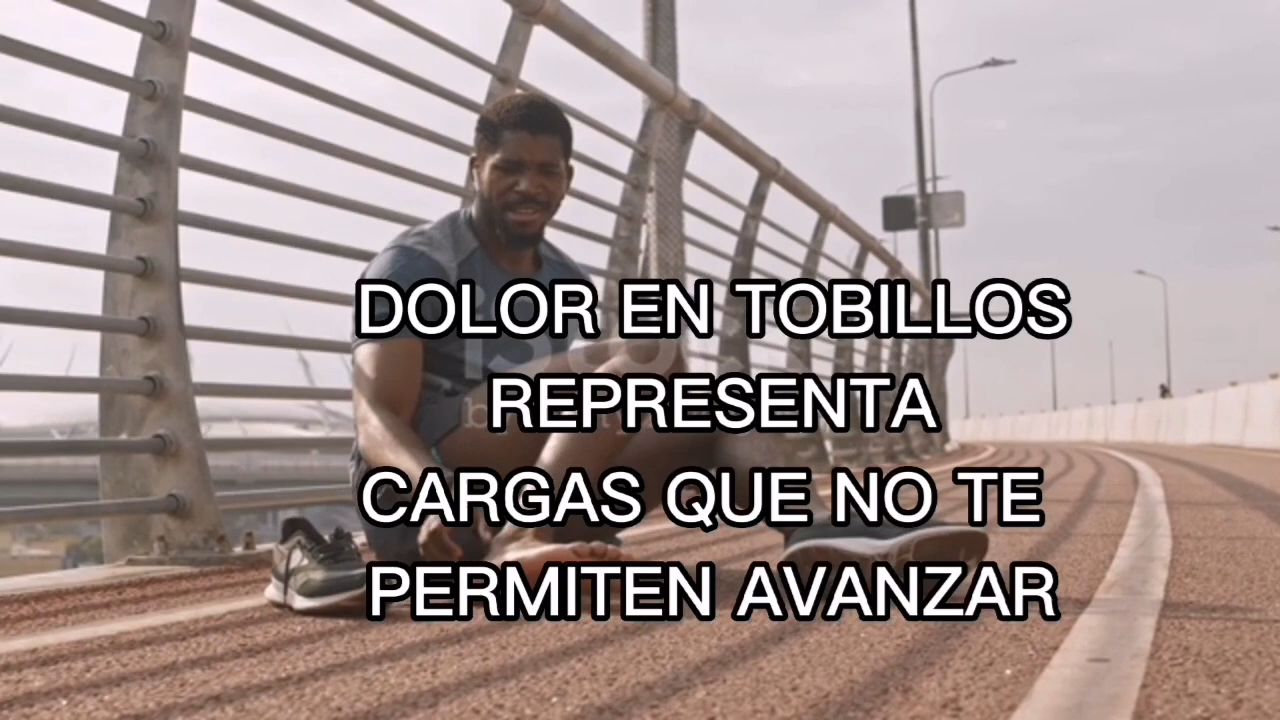 DOLOR EN TOBILLOS
REPRESENTA
CARGAS QUE NO TE
PERMITEN AVANZAR